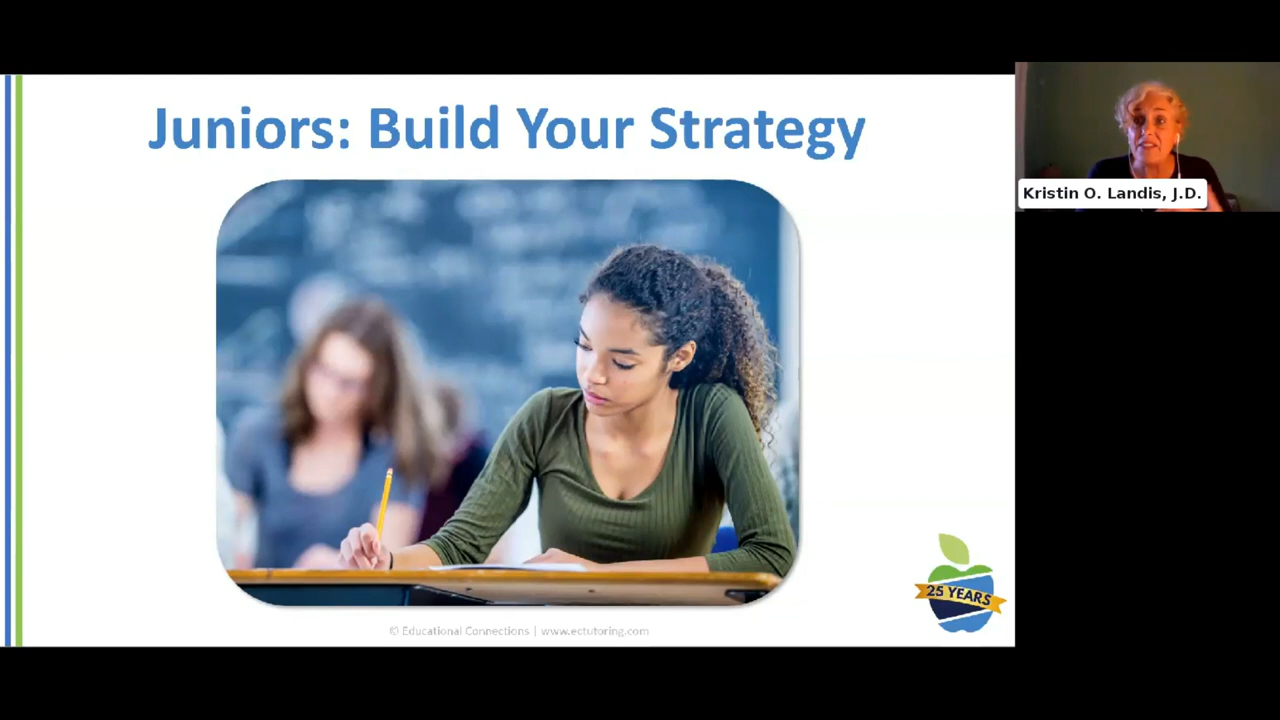 Juniors: Build Your Strategy
Kristin O. Landis, J.D.
25 YEARS
© Educational Connections | www.ectutoring.com